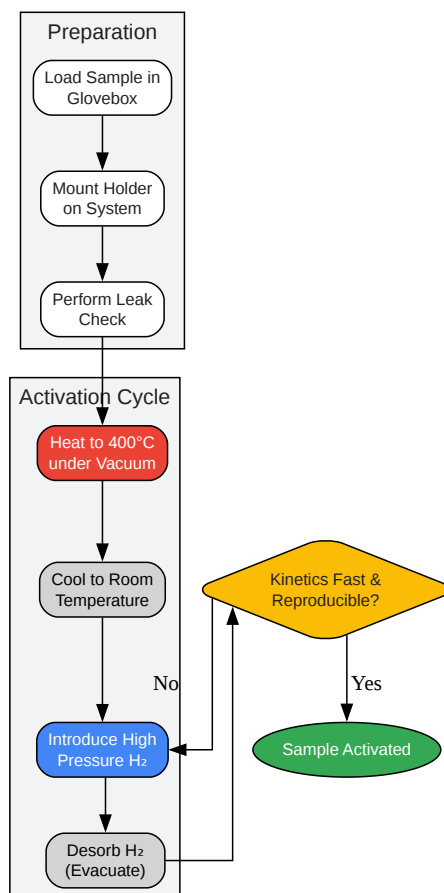 Preparation
Load Sample in
Glovebox
Mount Holder
on System
Perform Leak
Check
Activation Cycle
Heat to 400°C
under Vacuum
Cool to Room
Temperature
Kinetics Fast &
Reproducible?
No
Yes
Introduce High
Pressure H₂
Sample Activated
Desorb H₂
(Evacuate)